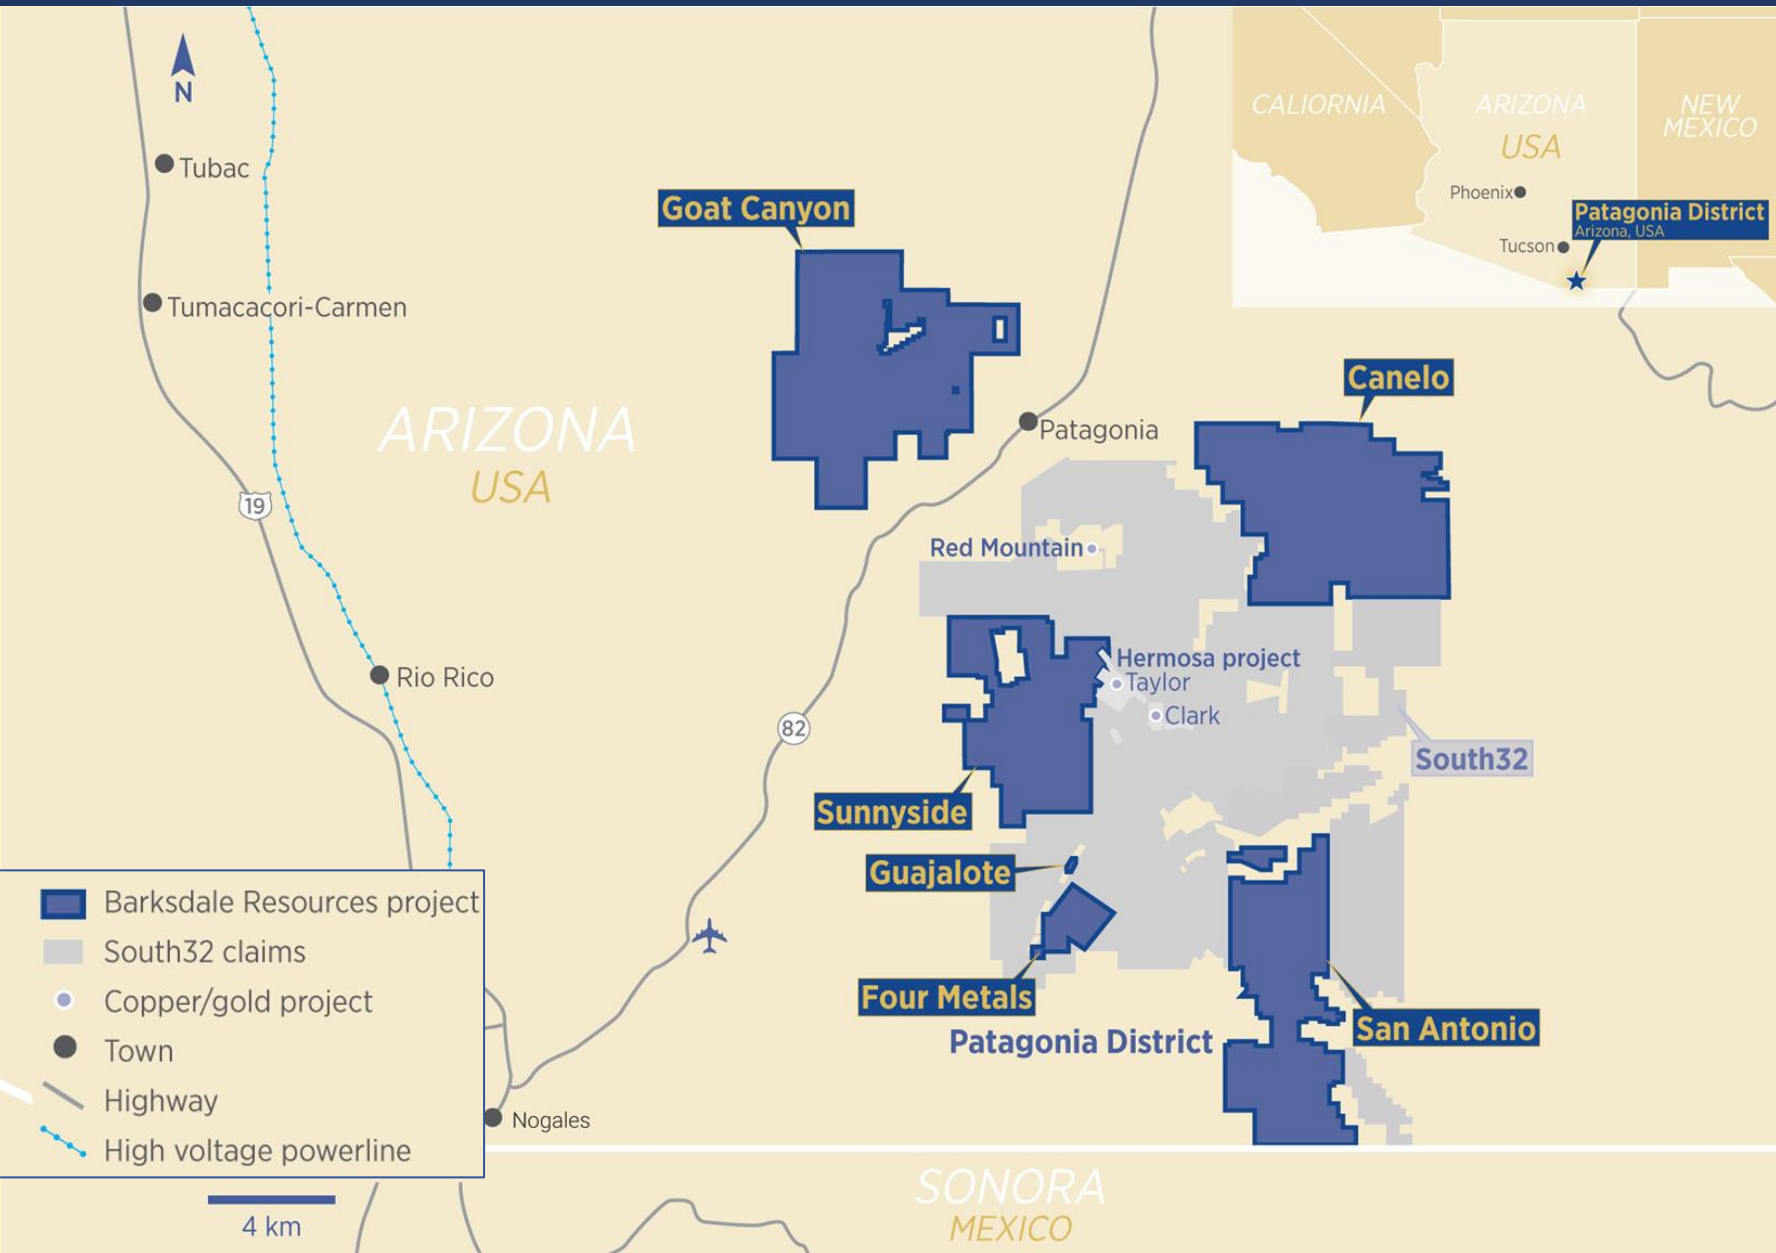 N
Tubac
Tumacacori-Carmen
ARIZONA
USA
19
Rio Rico
Goat Canyon
Patagonia
82
Red Mountain
Canelo
Hermosa project
Taylor
Clark
South32
Sunnyside
Guajalote
Four Metals
Patagonia District
San Antonio
Nogales
SONORA
MEXICO
CALIORNIA
ARIZONA
USA
NEW
MEXICO
Phoenix
Tucson
Patagonia District
Arizona, USA
Barksdale Resources project
South32 claims
Copper/gold project
Town
Highway
High voltage powerline
4 km